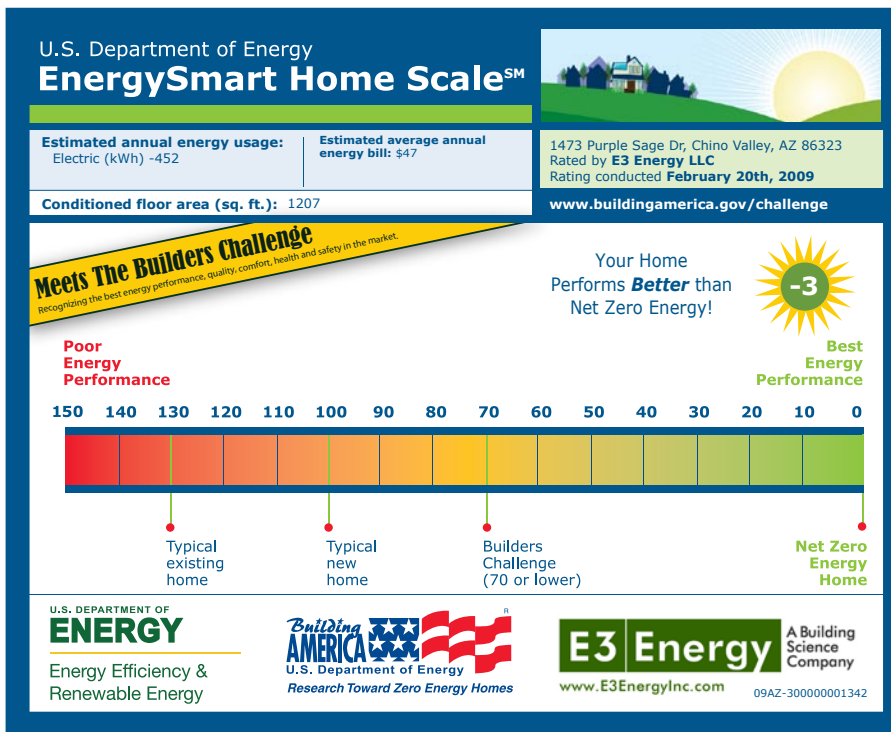 U.S. Department of Energy
EnergySmart Home Scale℠
Estimated annual energy usage:
Electric (kWh) -452
Estimated average annual
energy bill: $47
Conditioned floor area (sq. ft.): 1207
1473 Purple Sage Dr, Chino Valley, AZ 86323
Rated by E3 Energy LLC
Rating conducted February 20th, 2009
www.buildingamerica.gov/challenge
Meets The Builders Challenge
Recognizing the best energy performance, quality, comfort, health and safety in the market.
Your Home
Performs Better than
Net Zero Energy!
-3
Poor
Energy
Performance
Best
Energy
Performance
150 140 130 120 110 100 90 80 70 60 50 40 30 20 10 0
Typical
existing
home
Typical
new
home
Builders
Challenge
(70 or lower)
Net Zero
Energy
Home
U.S. DEPARTMENT OF
ENERGY
Energy Efficiency &
Renewable Energy
Building
AMERICA
®
U.S. Department of Energy
Research Toward Zero Energy Homes
E3 Energy
A Building
Science
Company
www.E3EnergyInc.com
09AZ-300000001342